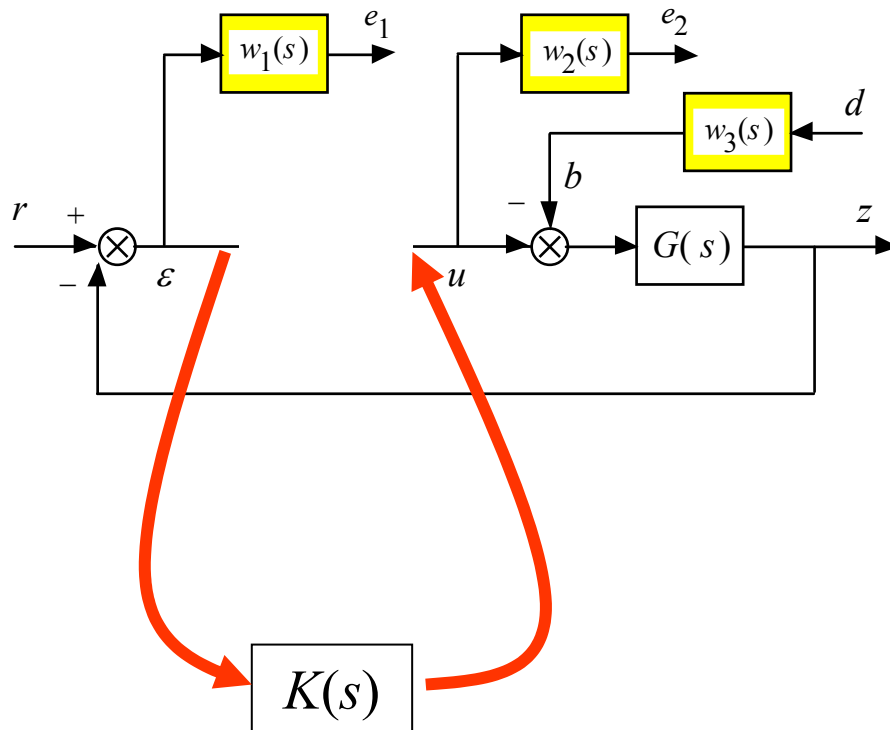 e₁
e₂
w₁(s)
w₂(s)
w₃(s)
d
b
r
+
−
ε
u
−
G( s)
z
K(s)